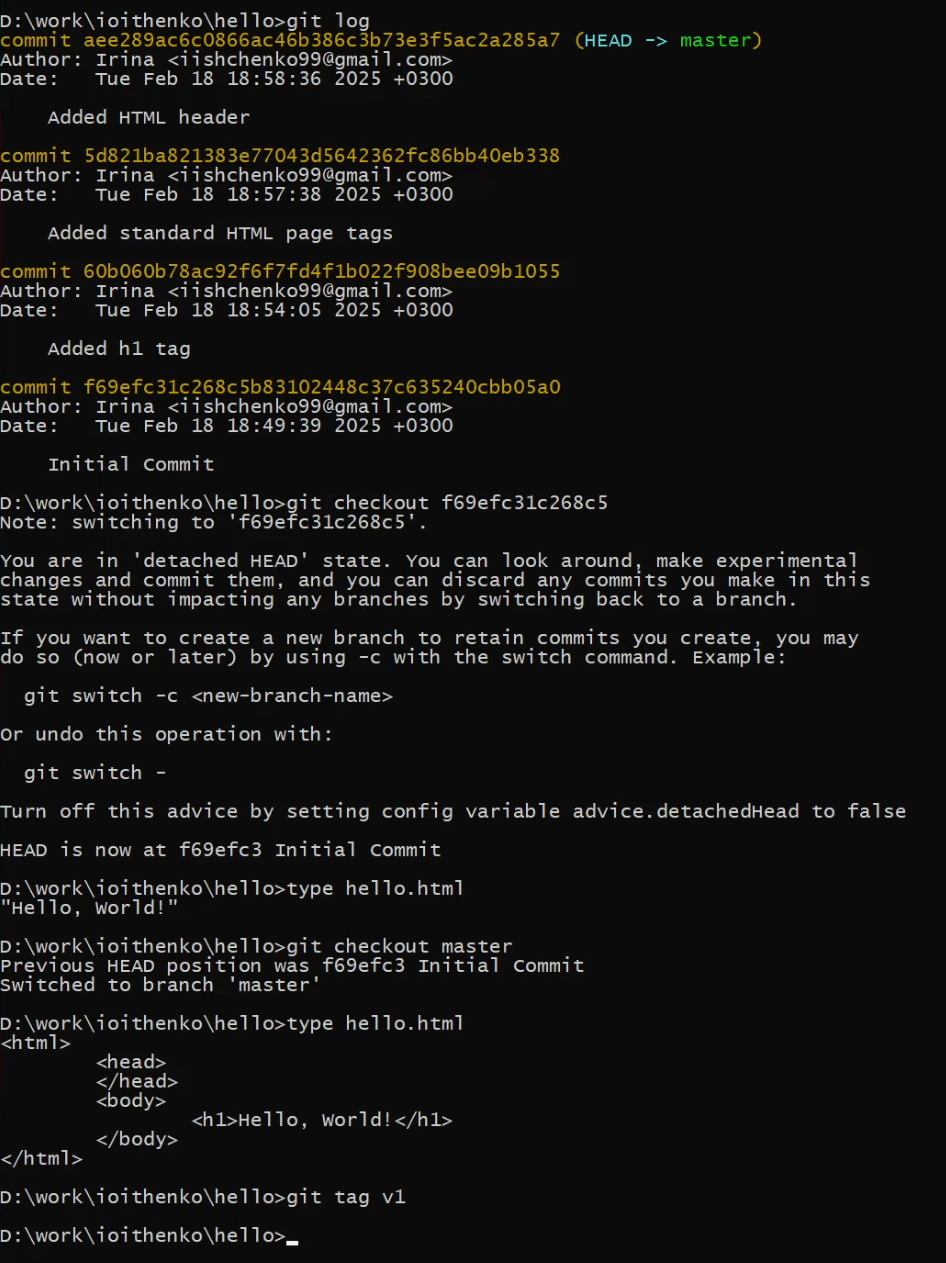 D:\work\ioithenko\hello>git log
commit aee289ac6c0866ac46b386c3b73e3f5ac2a285a7 (HEAD -> master)
Author: Irina <iishchenko99@gmail.com>
Date:   Tue Feb 18 18:58:36 2025 +0300
    Added HTML header
commit 5d821ba821383e77043d5642362fc86bb40eb338
Author: Irina <iishchenko99@gmail.com>
Date:   Tue Feb 18 18:57:38 2025 +0300
    Added standard HTML page tags
commit 60b060b78ac92f6f7fd4f1b022f908bee09b1055
Author: Irina <iishchenko99@gmail.com>
Date:   Tue Feb 18 18:54:05 2025 +0300
    Added h1 tag
commit f69efc31c268c5b83102448c37c635240cbb05a0
Author: Irina <iishchenko99@gmail.com>
Date:   Tue Feb 18 18:49:39 2025 +0300
    Initial Commit
D:\work\ioithenko\hello>git checkout f69efc31c268c5
Note: switching to 'f69efc31c268c5'.
You are in 'detached HEAD' state. You can look around, make experimental
changes and commit them, and you can discard any commits you make in this
state without impacting any branches by switching back to a branch.
If you want to create a new branch to retain commits you create, you may
do so (now or later) by using -c with the switch command. Example:
  git switch -c <new-branch-name>
Or undo this operation with:
  git switch -
Turn off this advice by setting config variable advice.detachedHead to false
HEAD is now at f69efc3 Initial Commit
D:\work\ioithenko\hello>type hello.html
"Hello, World!"
D:\work\ioithenko\hello>git checkout master
Previous HEAD position was f69efc3 Initial Commit
Switched to branch 'master'
D:\work\ioithenko\hello>type hello.html
<html>
        <head>
        </head>
        <body>
                <h1>Hello, World!</h1>
        </body>
</html>
D:\work\ioithenko\hello>git tag v1
D:\work\ioithenko\hello>